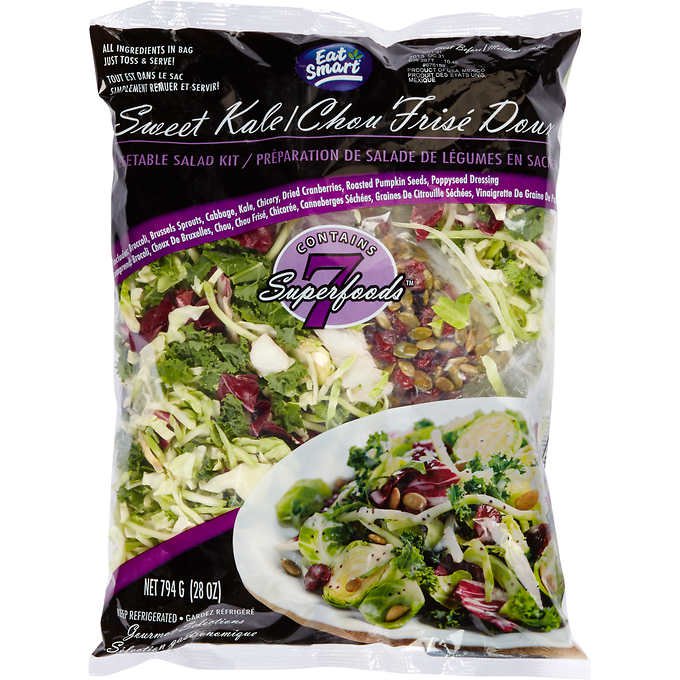 ALL INGREDIENTS IN BAG
JUST TOSS & SERVE!
TOUT EST DANS LE SAC
SIMPLEMENT REMUER ET SERVIR!
Eat
Smart
PRODUCT OF USA, MEXICO
PRODUIT DES ETATS UNIS,
MEXIQUE
Sweet Kale/Chou Frisé Doux
VEGETABLE SALAD KIT / PRÉPARATION DE SALADE DE LÉGUMES EN SAC
Broccoli, Brussels Sprouts, Cabbage, Kale, Chicory, Dried Cranberries, Roasted Pumpkin Seeds, Poppyseed Dressing
Brocoli, Choux De Bruxelles, Chou, Chou Frisé, Chicorée, Canneberges Séchées, Graines De Citrouille Séchées, Vinaigrette De Graine De
CONTAINS
7
Superfoods™
NET 794 G (28 OZ)
KEEP REFRIGERATED • GARDEZ RÉFRIGÉRÉ
Gourmet Selections
Sélection gastronomique